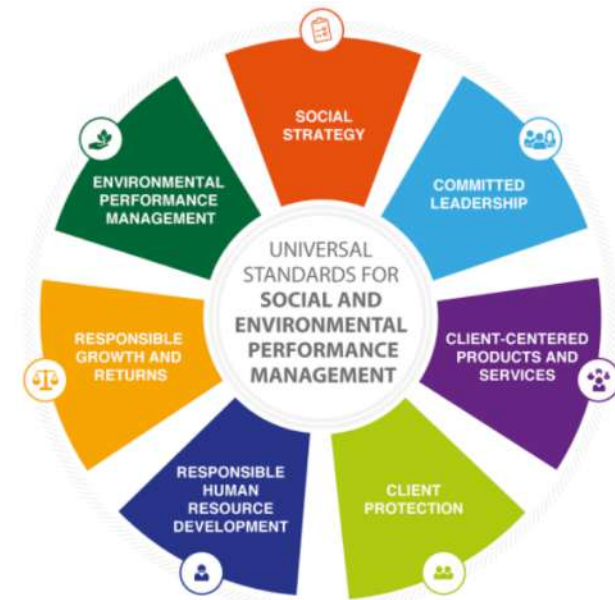 SOCIAL
STRATEGY
COMMITTED
LEADERSHIP
CLIENT-CENTERED
PRODUCTS AND
SERVICES
CLIENT
PROTECTION
RESPONSIBLE
HUMAN
RESOURCE
DEVELOPMENT
RESPONSIBLE
GROWTH AND
RETURNS
ENVIRONMENTAL
PERFORMANCE
MANAGEMENT
UNIVERSAL
STANDARDS FOR
SOCIAL AND
ENVIRONMENTAL
PERFORMANCE
MANAGEMENT